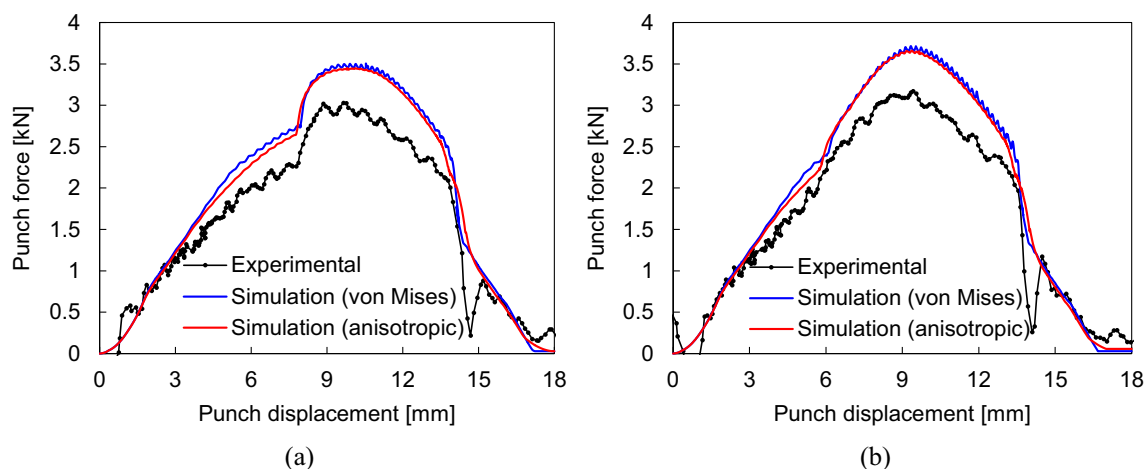 4
3.5
3
2.5
2
1.5
1
0.5
0
Punch force [kN]
Experimental
Simulation (von Mises)
Simulation (anisotropic)
0 3 6 9 12 15 18
Punch displacement [mm]
(a)
4
3.5
3
2.5
2
1.5
1
0.5
0
Punch force [kN]
Experimental
Simulation (von Mises)
Simulation (anisotropic)
0 3 6 9 12 15 18
Punch displacement [mm]
(b)